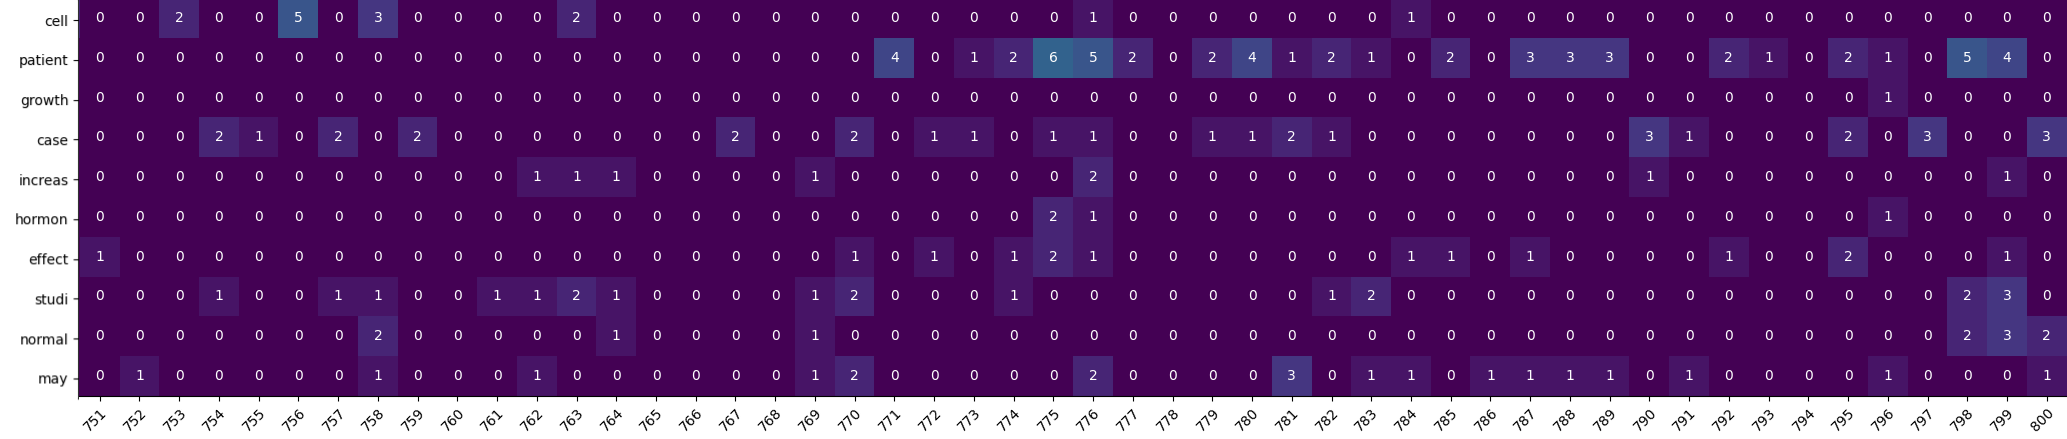 cell 0 0 2 0 0 5 0 3 0 0 0 0 2 0 0 0 0 0 0 0 0 0 0 0 0 1 0 0 0 0 0 0 0 1 0 0 0 0 0 0 0 0 0 0 0 0 0 0 0 0
patient 0 0 0 0 0 0 0 0 0 0 0 0 0 0 0 0 0 0 0 0 4 0 1 2 6 5 2 0 2 4 1 2 1 0 2 0 3 3 3 0 0 2 1 0 2 1 0 5 4 0
growth 0 0 0 0 0 0 0 0 0 0 0 0 0 0 0 0 0 0 0 0 0 0 0 0 0 0 0 0 0 0 0 0 0 0 0 0 0 0 0 0 0 0 0 0 0 1 0 0 0 0
case 0 0 0 2 1 0 2 0 2 0 0 0 0 0 0 0 2 0 0 2 0 1 1 0 1 1 0 0 1 1 2 1 0 0 0 0 0 0 0 3 1 0 0 0 2 0 3 0 0 3
increas 0 0 0 0 0 0 0 0 0 0 0 1 1 1 0 0 0 0 1 0 0 0 0 0 0 2 0 0 0 0 0 0 0 0 0 0 0 0 0 1 0 0 0 0 0 0 0 0 1 0
hormon 0 0 0 0 0 0 0 0 0 0 0 0 0 0 0 0 0 0 0 0 0 0 0 0 2 1 0 0 0 0 0 0 0 0 0 0 0 0 0 0 0 0 0 0 0 1 0 0 0 0
effect 1 0 0 0 0 0 0 0 0 0 0 0 0 0 0 0 0 0 0 1 0 1 0 1 2 1 0 0 0 0 0 0 0 1 1 0 1 0 0 0 0 1 0 0 2 0 0 0 1 0
studi 0 0 0 1 0 0 1 1 0 0 1 1 2 1 0 0 0 0 1 2 0 0 0 1 0 0 0 0 0 0 0 1 2 0 0 0 0 0 0 0 0 0 0 0 0 0 0 2 3 0
normal 0 0 0 0 0 0 0 2 0 0 0 0 0 1 0 0 0 0 1 0 0 0 0 0 0 0 0 0 0 0 0 0 0 0 0 0 0 0 0 0 0 0 0 0 0 0 0 2 3 2
may 0 1 0 0 0 0 0 1 0 0 0 1 0 0 0 0 0 0 1 2 0 0 0 0 0 2 0 0 0 0 3 0 1 1 0 1 1 1 1 0 1 0 0 0 0 1 0 0 0 1
751 752 753 754 755 756 757 758 759 760 761 762 763 764 765 766 767 768 769 770 771 772 773 774 775 776 777 778 779 780 781 782 783 784 785 786 787 788 789 790 791 792 793 794 795 796 797 798 799 800